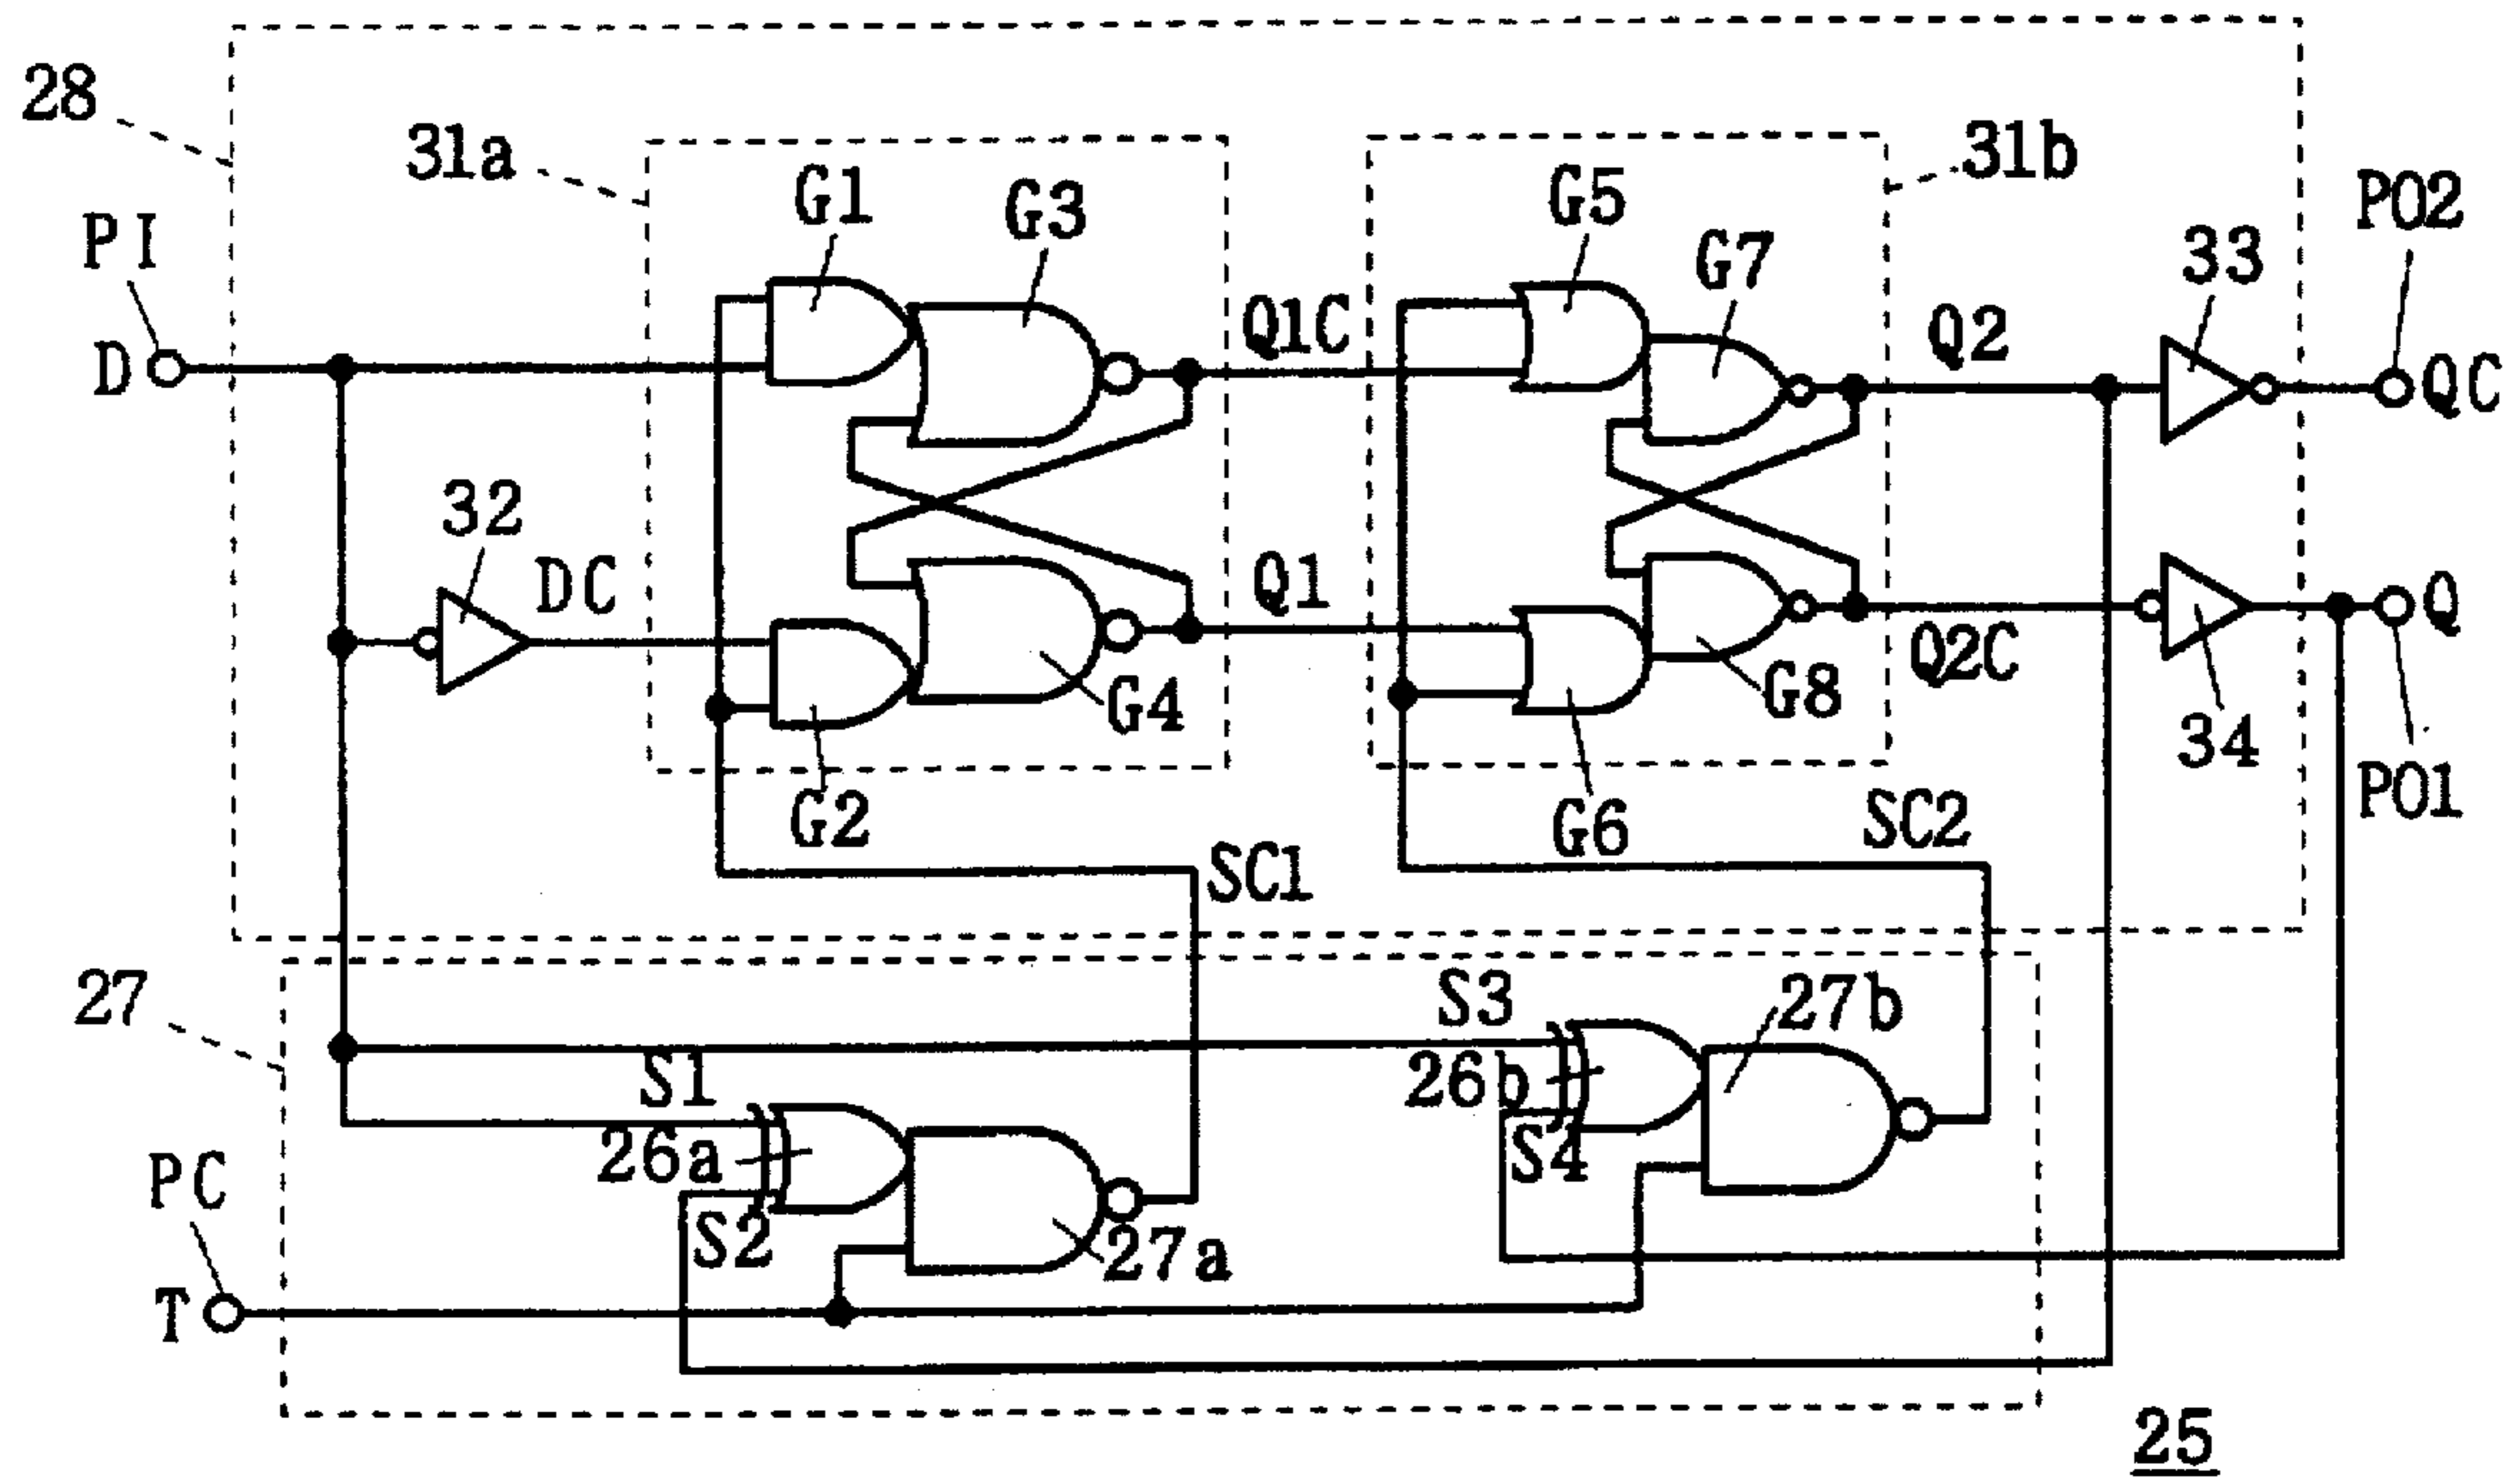 28
31a
G1
G3
G5
31b
PO2
PI
G7
33
Q1C
Q2
D
QC
32
DC
Q1
Q
Q2C
G8
G4
34
G2
G6
SC2
PO1
SC1
27
S3
27b
S1
26b
26a
S4
PC
S2
27a
T
25